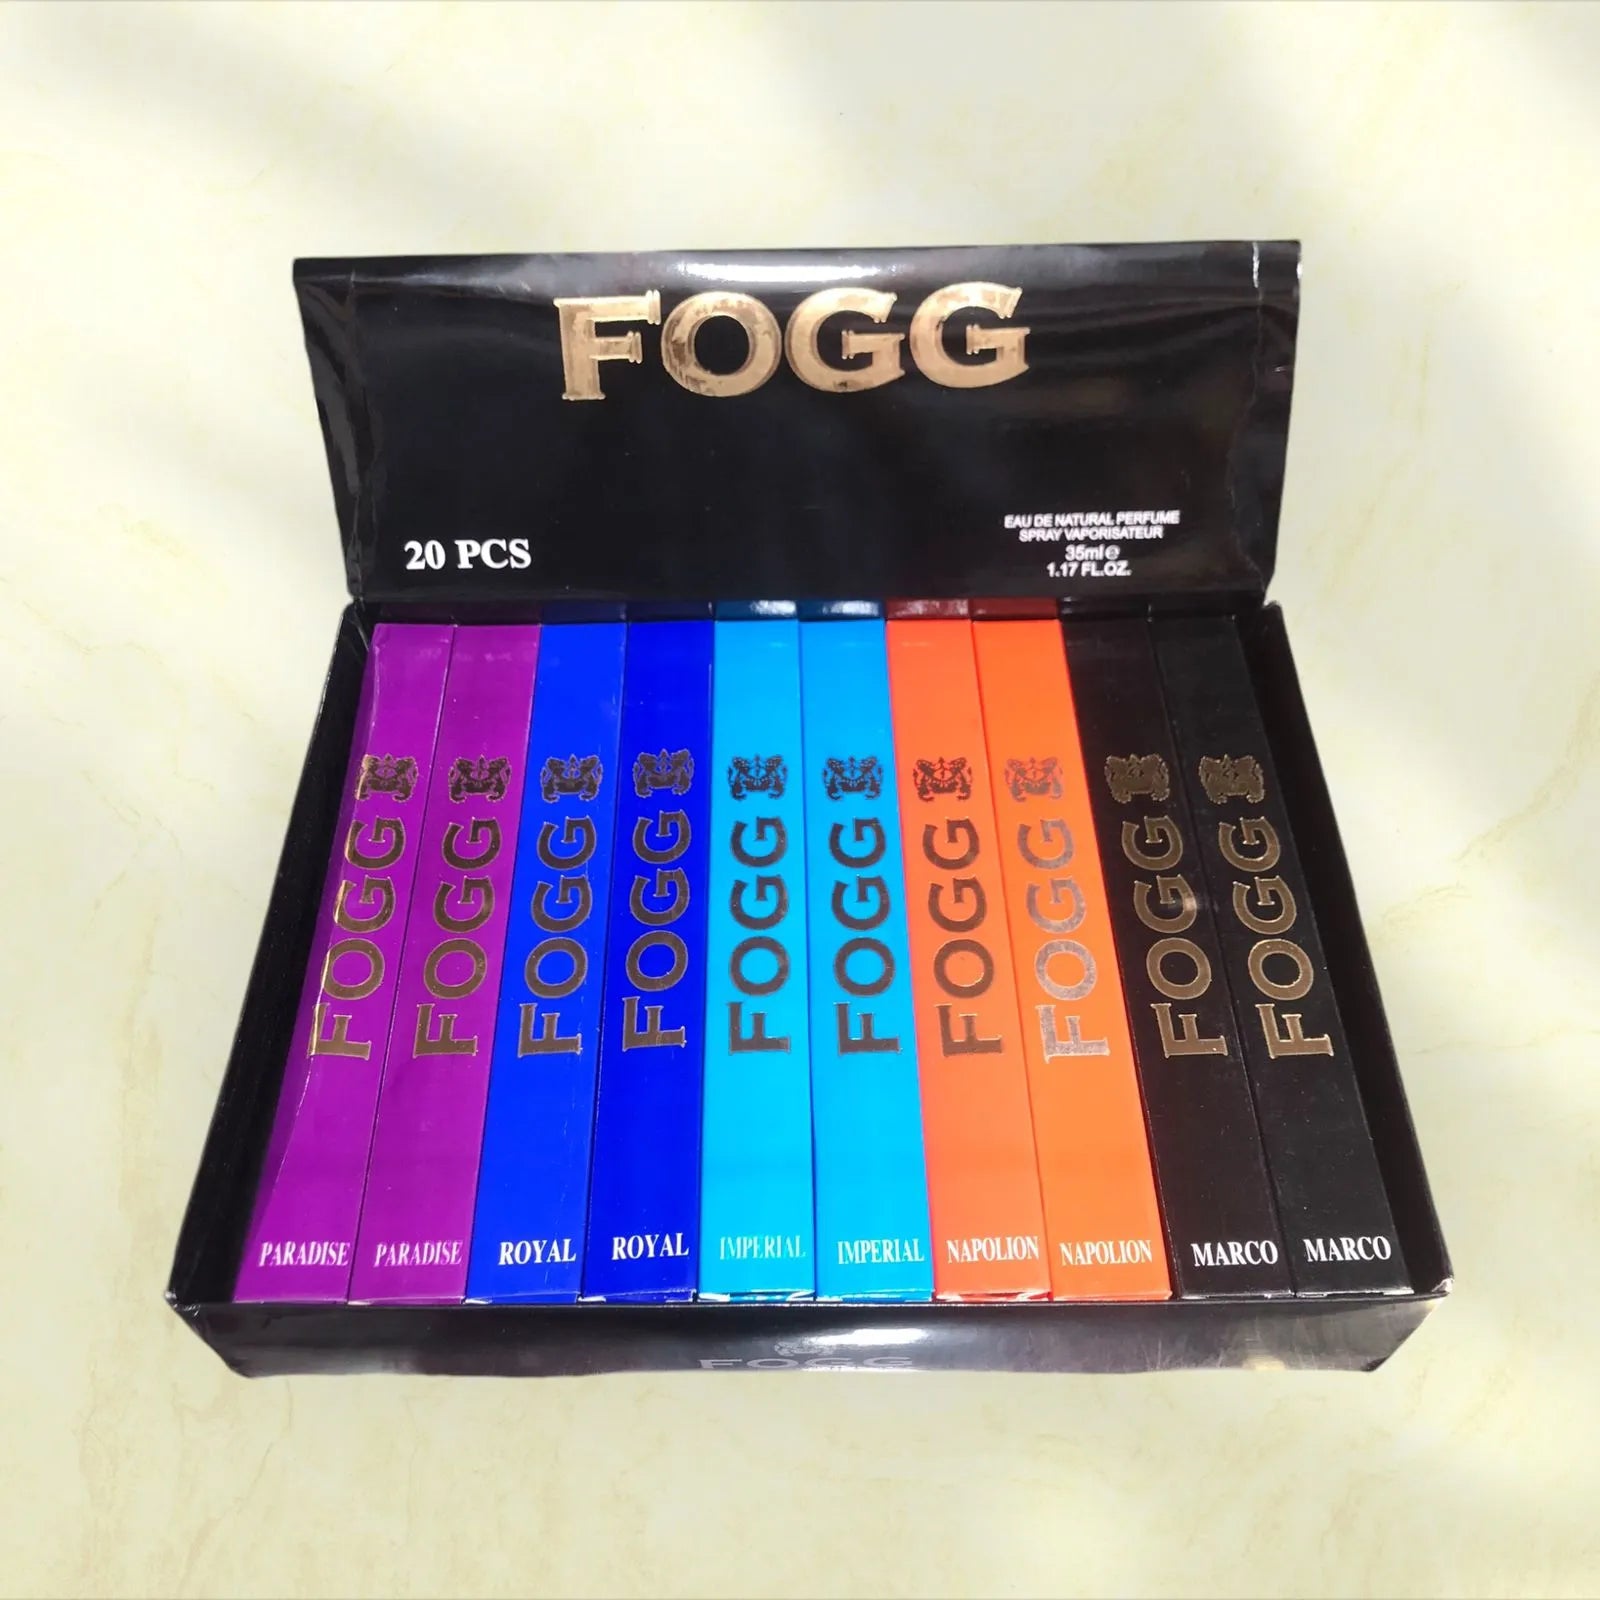 FOGG
20 PCS
EAU DE NATURAL PERFUME
SPRAY VAPORISATEUR
35ml℮
1.17 FL.OZ.
FOGG
FOGG
FOGG
FOGG
FOGG
FOGG
FOGG
FOGG
FOGG
FOGG
PARADISE
PARADISE
ROYAL
ROYAL
IMPERIAL
IMPERIAL
NAPOLION
NAPOLION
MARCO
MARCO
FOGG